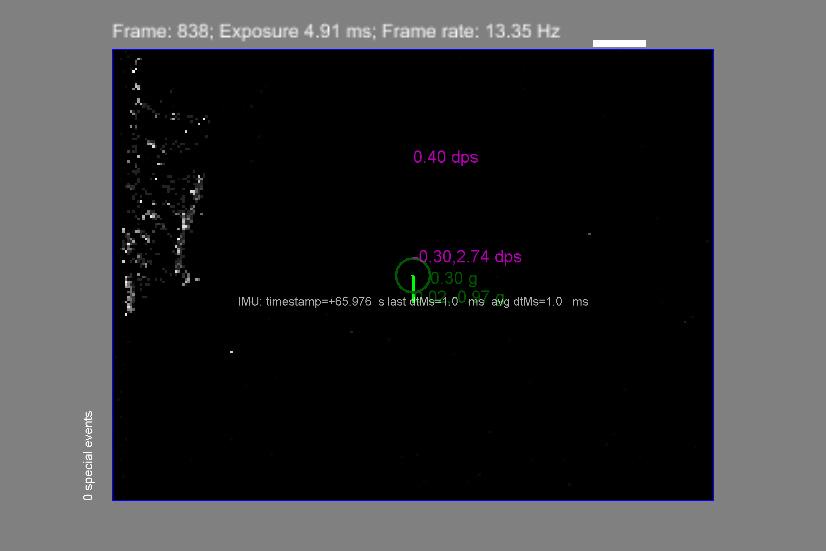 Frame: 838; Exposure 4.91 ms; Frame rate: 13.35 Hz
0.40 dps
-0.30,2.74 dps
0.30 g
IMU: timestamp=+65.976 s last dtMs=1.0 ms avg dtMs=1.0 ms
0 special events